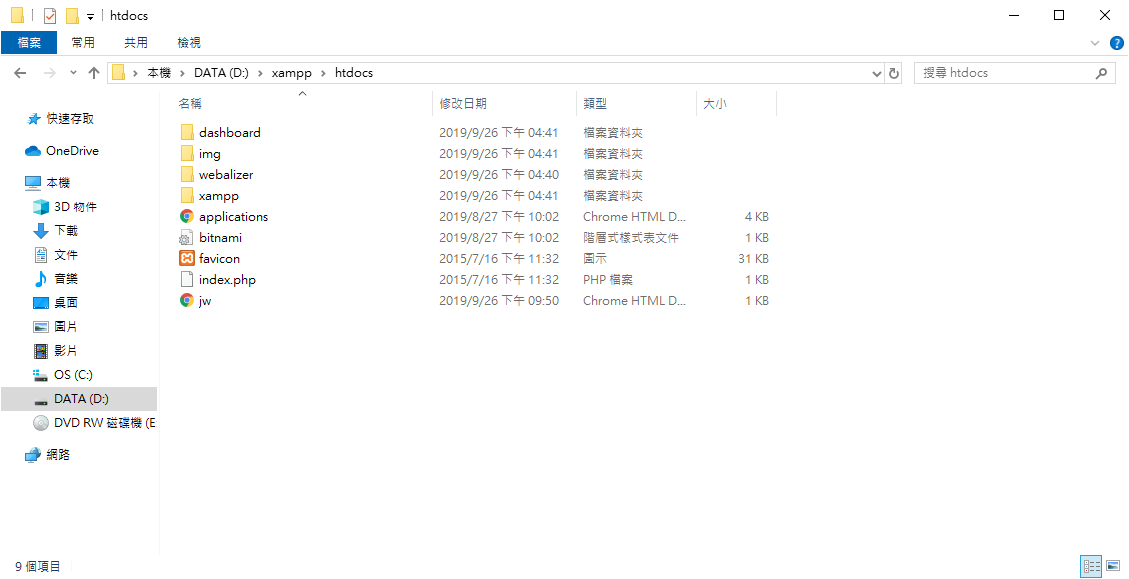 htdocs
檔案 常用 共用 檢視
本機 DATA (D:) xampp htdocs 搜尋 htdocs
名稱 修改日期 類型 大小
快速存取
OneDrive
本機
3D 物件
下載
文件
音樂
桌面
圖片
影片
OS (C:)
DATA (D:)
DVD RW 磁碟機 (E
網路
dashboard 2019/9/26 下午 04:41 檔案資料夾
img 2019/9/26 下午 04:41 檔案資料夾
webalizer 2019/9/26 下午 04:40 檔案資料夾
xampp 2019/9/26 下午 04:41 檔案資料夾
applications 2019/8/27 下午 10:02 Chrome HTML D... 4 KB
bitnami 2019/8/27 下午 10:02 階層式樣式表文件 1 KB
favicon 2015/7/16 下午 11:32 圖示 31 KB
index.php 2015/7/16 下午 11:32 PHP 檔案 1 KB
jw 2019/9/26 下午 09:50 Chrome HTML D... 1 KB
9 個項目